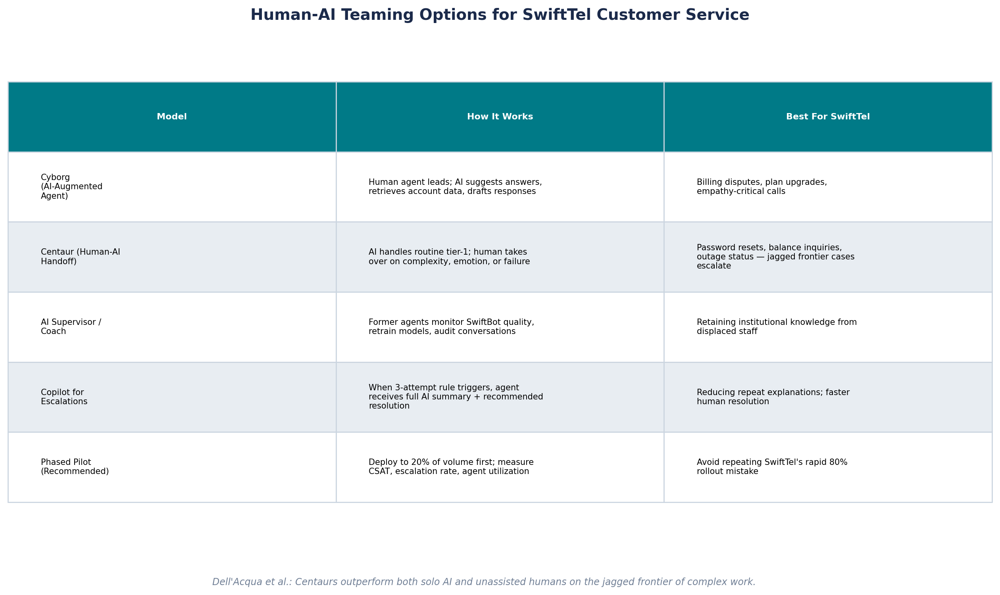 Human-AI Teaming Options for SwiftTel Customer Service
Model
How It Works
Best For SwiftTel
Cyborg
(AI-Augmented
Agent)
Human agent leads; AI suggests answers,
retrieves account data, drafts responses
Billing disputes, plan upgrades,
empathy-critical calls
Centaur (Human-AI
Handoff)
AI handles routine tier-1; human takes
over on complexity, emotion, or failure
Password resets, balance inquiries,
outage status — jagged frontier cases
escalate
AI Supervisor /
Coach
Former agents monitor SwiftBot quality,
retrain models, audit conversations
Retaining institutional knowledge from
displaced staff
Copilot for
Escalations
When 3-attempt rule triggers, agent
receives full AI summary + recommended
resolution
Reducing repeat explanations; faster
human resolution
Phased Pilot
(Recommended)
Deploy to 20% of volume first; measure
CSAT, escalation rate, agent utilization
Avoid repeating SwiftTel's rapid 80%
rollout mistake
Dell'Acqua et al.: Centaurs outperform both solo AI and unassisted humans on the jagged frontier of complex work.